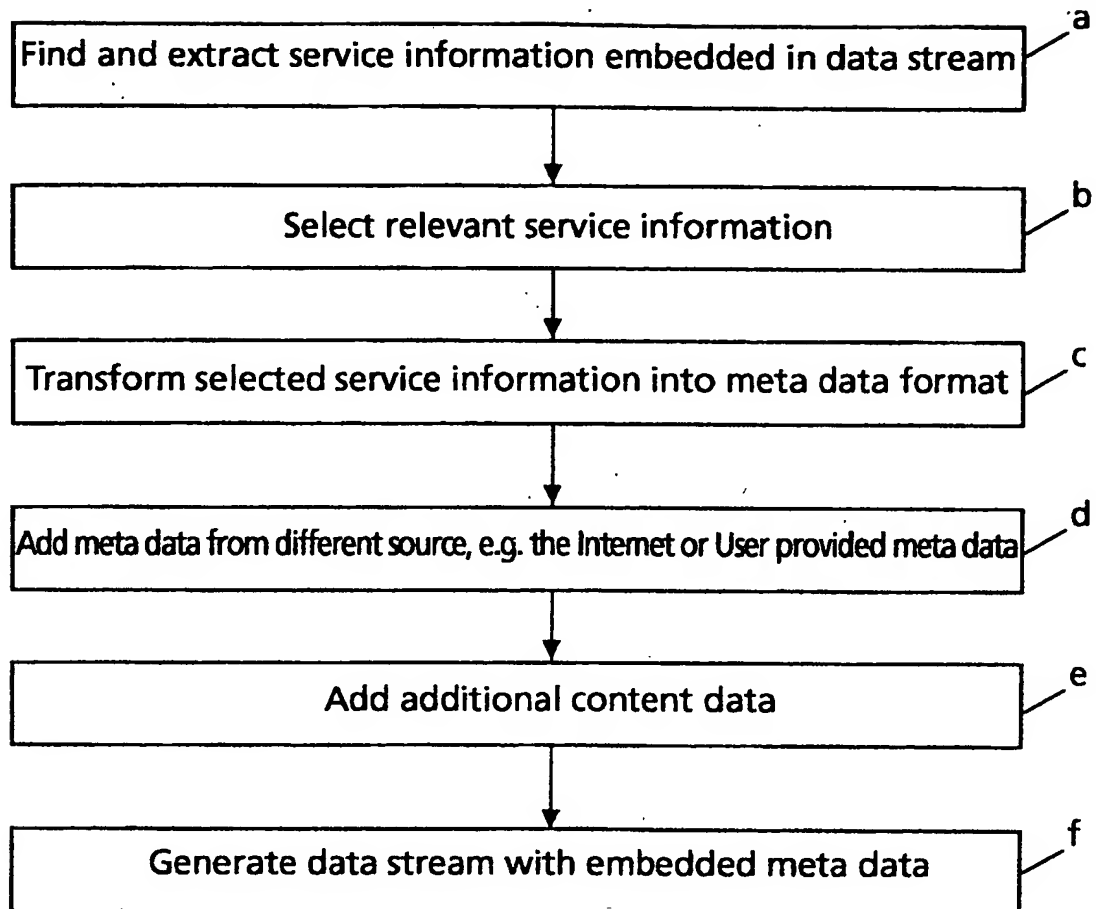 a
Find and extract service information embedded in data stream
b
Select relevant service information
c
Transform selected service information into meta data format
d
Add meta data from different source, e.g. the Internet or User provided meta data
e
Add additional content data
f
Generate data stream with embedded meta data